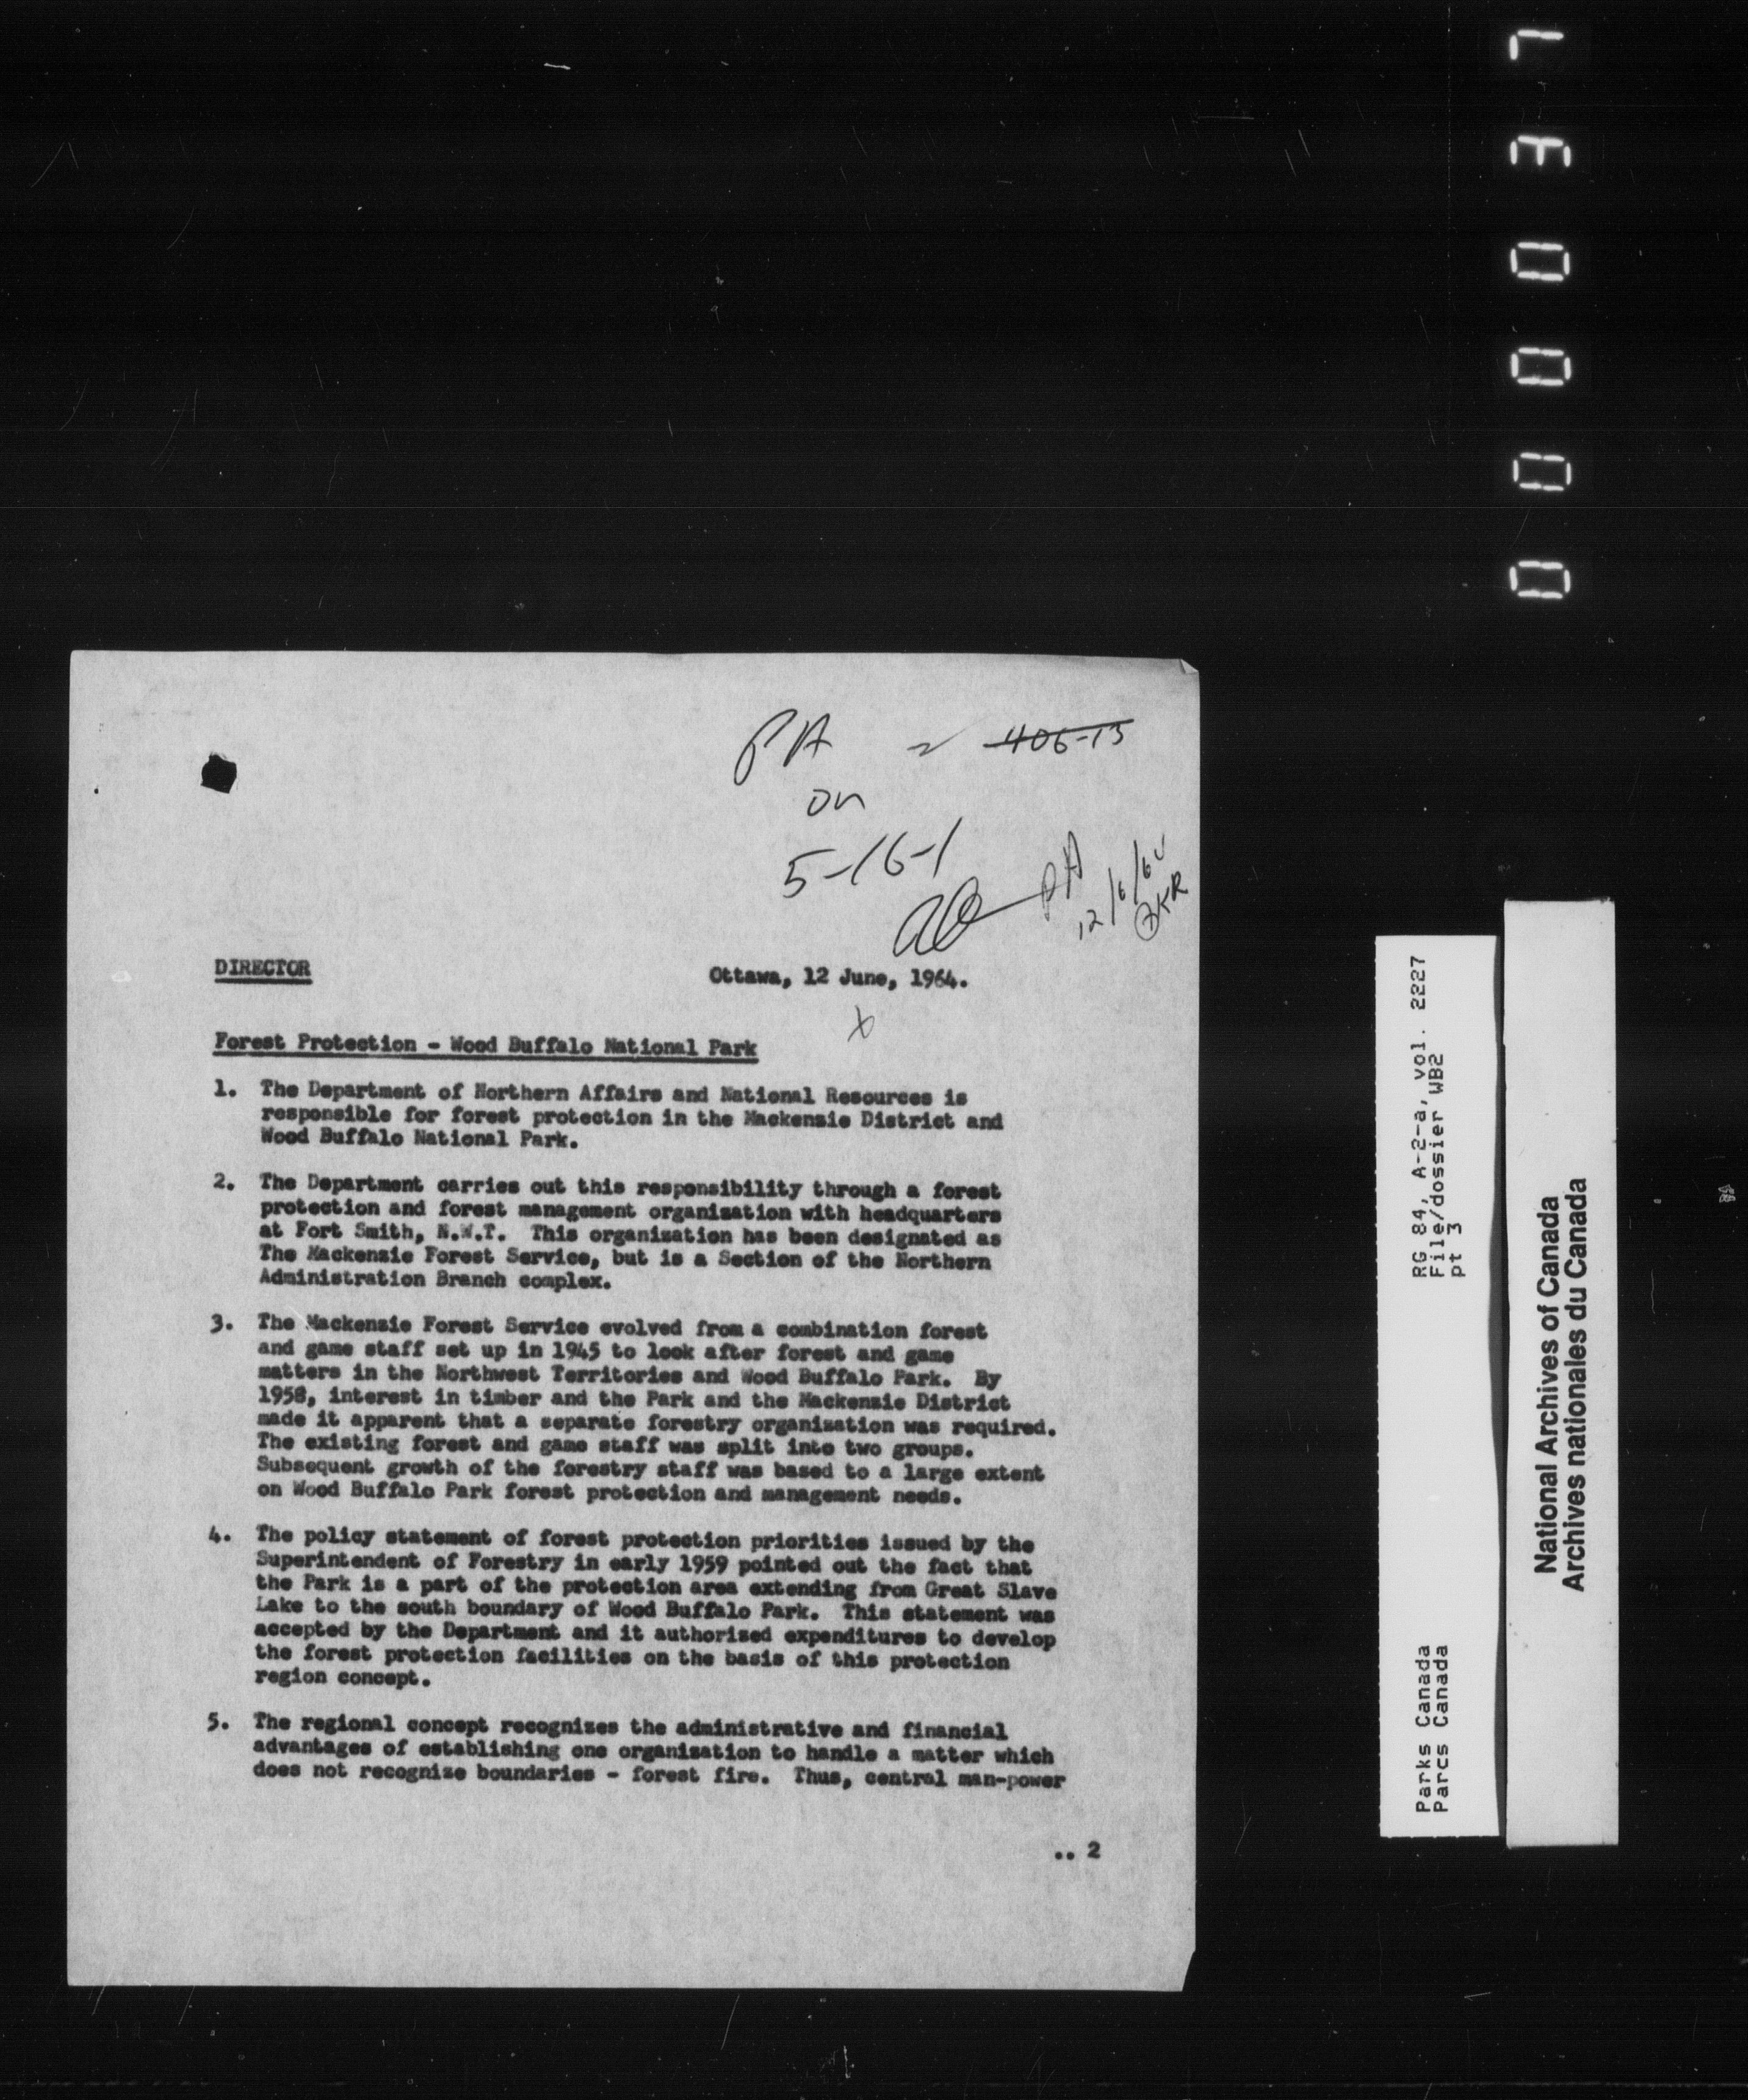 000037
PA 406-13
on
5-16-1
PA
12/6/64
DIRECTOR Ottawa, 12 June, 1964.
Forest Protection - Wood Buffalo National Park
1. The Department of Northern Affairs and National Resources is
responsible for forest protection in the Mackenzie District and
Wood Buffalo National Park.
2. The Department carries out this responsibility through a forest
protection and forest management organization with headquarters
at Fort Smith, N.W.T. This organization has been designated as
The Mackenzie Forest Service, but is a Section of the Northern
Administration Branch complex.
3. The Mackenzie Forest Service evolved from a combination forest
and game staff set up in 1945 to look after forest and game
matters in the Northwest Territories and Wood Buffalo Park. By
1958, interest in timber and the Park and the Mackenzie District
made it apparent that a separate forestry organization was required.
The existing forest and game staff was split into two groups.
Subsequent growth of the forestry staff was based to a large extent
on Wood Buffalo Park forest protection and management needs.
4. The policy statement of forest protection priorities issued by the
Superintendent of Forestry in early 1959 pointed out the fact that
the Park is a part of the protection area extending from Great Slave
Lake to the south boundary of Wood Buffalo Park. This statement was
accepted by the Department and it authorized expenditures to develop
the forest protection facilities on the basis of this protection
region concept.
5. The regional concept recognizes the administrative and financial
advantages of establishing one organization to handle a matter which
does not recognize boundaries - forest fire. Thus, central man-power
.. 2
Parks Canada RG 84, A-2-a, vol. 2227
Parcs Canada File/dossier WB2
pt 3
National Archives of Canada
Archives nationales du Canada